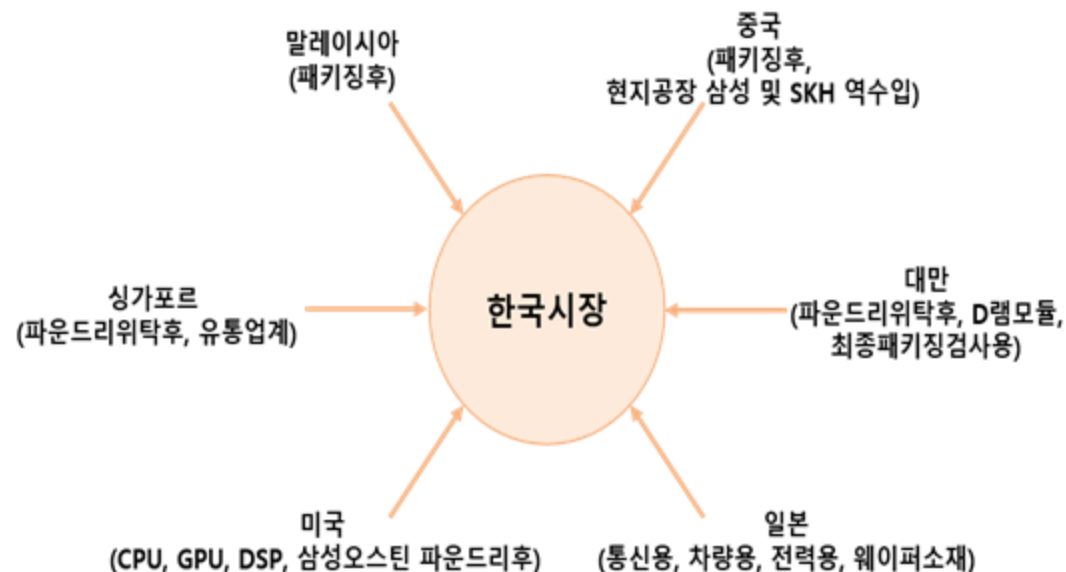 말레이시아
(패키징후)
중국
(패키징후,
현지공장 삼성 및 SKH 역수입)
싱가포르
(파운드리위탁후, 유통업계)
한국시장
대만
(파운드리위탁후, D램모듈,
최종패키징검사용)
미국
(CPU, GPU, DSP, 삼성오스틴 파운드리후)
일본
(통신용, 차량용, 전력용, 웨이퍼소재)